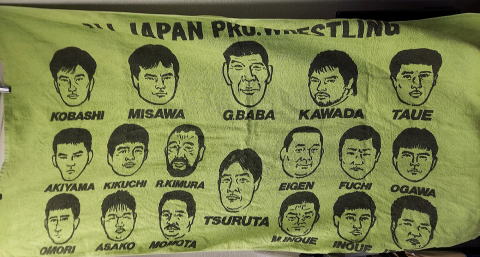 ALL JAPAN PRO.WRESTLING
KOBASHI MISAWA G.BABA KAWADA TAUE
AKIYAMA KIKUCHI R.KIMURA EIGEN FUCHI OGAWA
TSURUTA
OMORI ASAKO MOMOTA M.INOUE INOUE